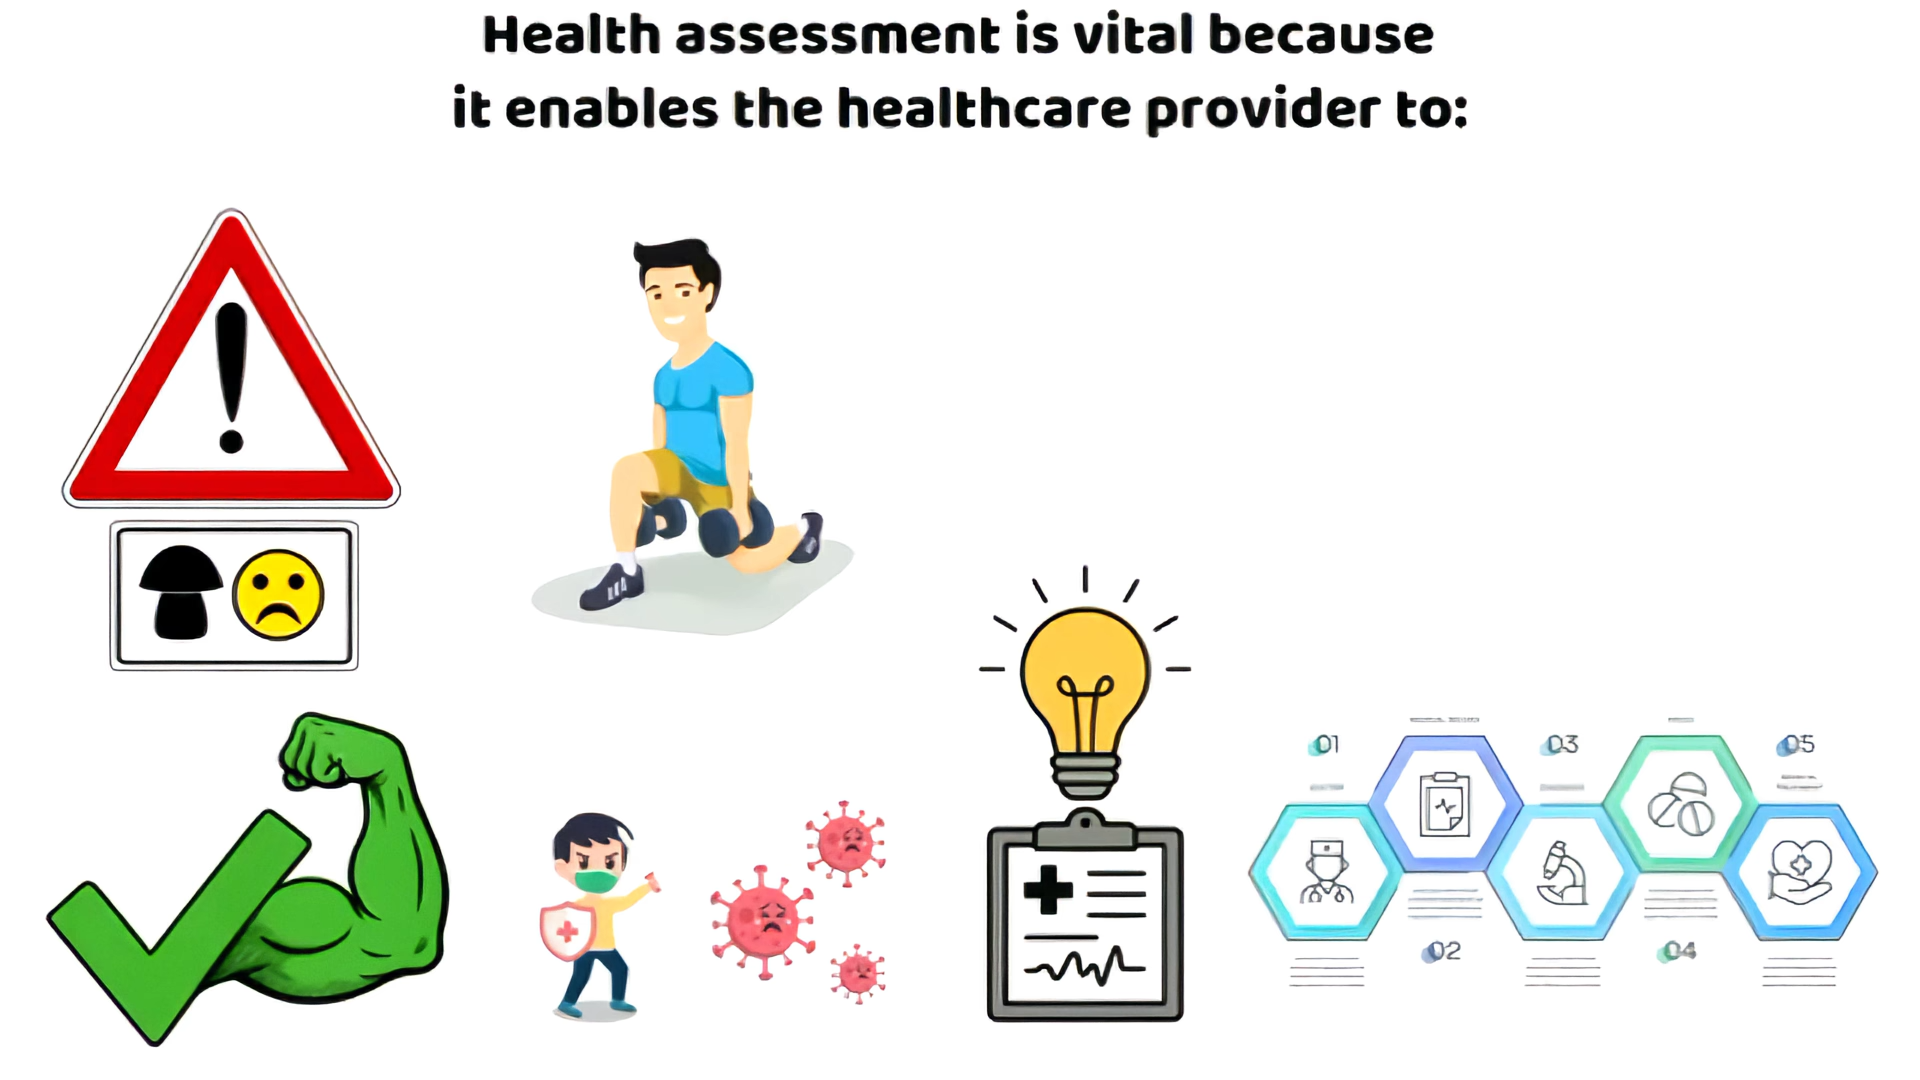 Health assessment is vital because
it enables the healthcare provider to:
01
03
05
02
04